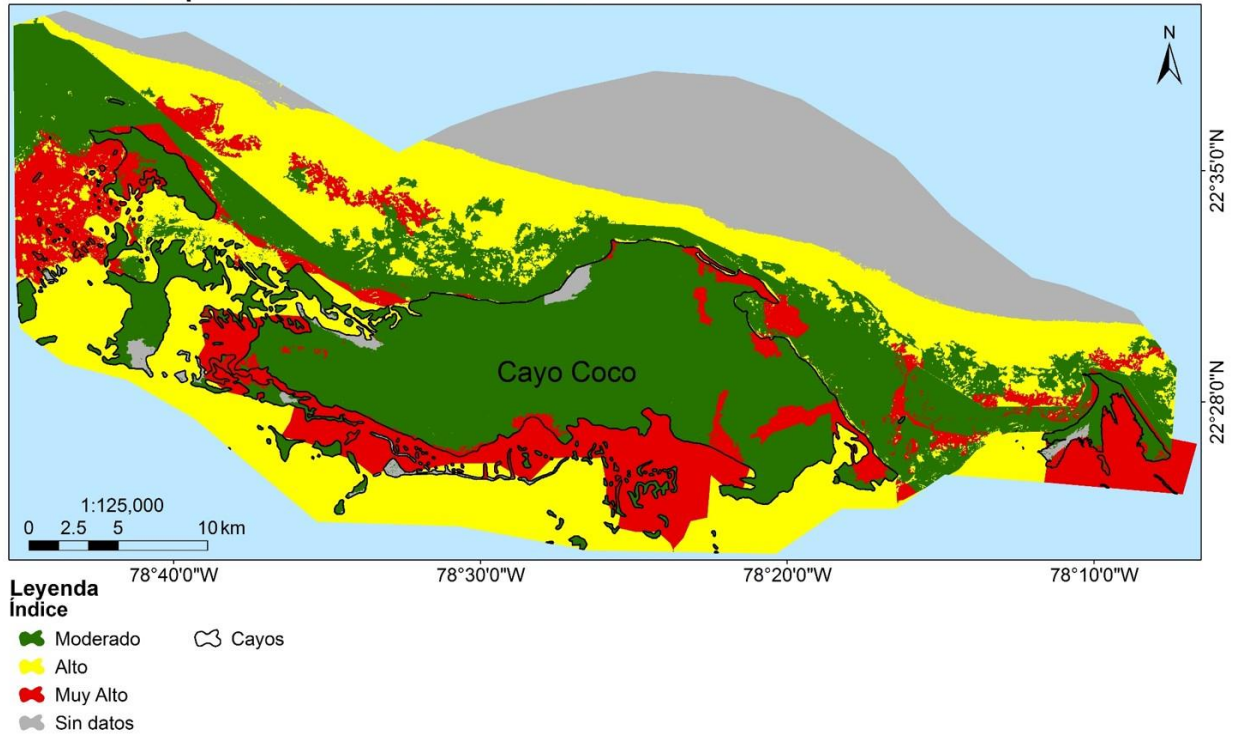 N
22°35'0"N
22°28'0"N
Cayo Coco
1:125,000
0 2.5 5 10 km
78°40'0"W 78°30'0"W 78°20'0"W 78°10'0"W
Leyenda
Índice
Moderado Cayos
Alto
Muy Alto
Sin datos